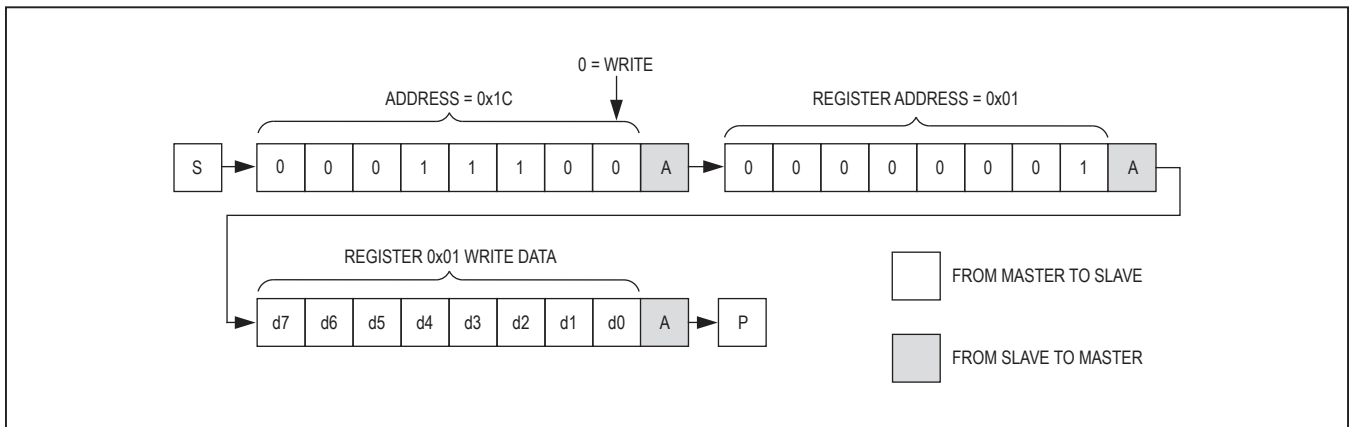 0 = WRITE
ADDRESS = 0x1C
REGISTER ADDRESS = 0x01
S 0 0 0 1 1 1 0 0 A 0 0 0 0 0 0 0 1 A
REGISTER 0x01 WRITE DATA
d7 d6 d5 d4 d3 d2 d1 d0 A P
FROM MASTER TO SLAVE
FROM SLAVE TO MASTER